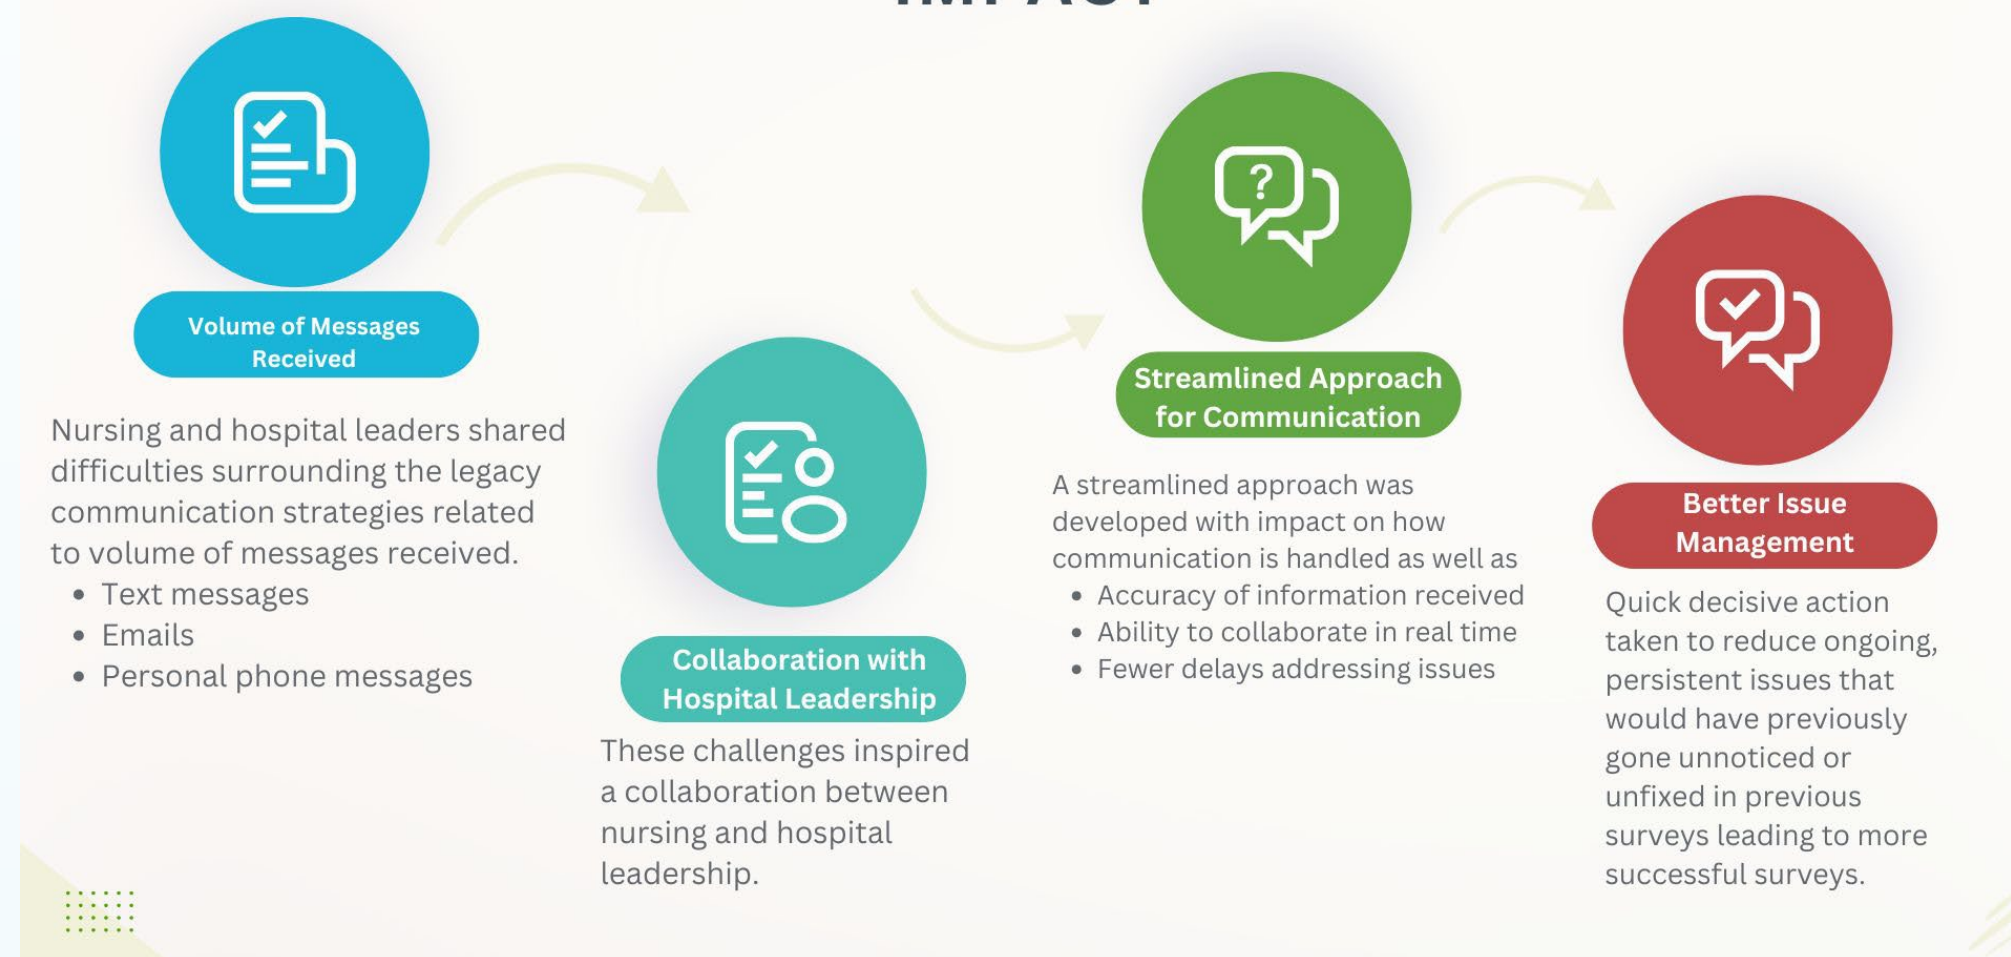 IMPACT
Volume of Messages
Received
Nursing and hospital leaders shared
difficulties surrounding the legacy
communication strategies related
to volume of messages received.
• Text messages
• Emails
• Personal phone messages
Collaboration with
Hospital Leadership
These challenges inspired
a collaboration between
nursing and hospital
leadership.
?
Streamlined Approach
for Communication
A streamlined approach was
developed with impact on how
communication is handled as well as
• Accuracy of information received
• Ability to collaborate in real time
• Fewer delays addressing issues
Better Issue
Management
Quick decisive action
taken to reduce ongoing,
persistent issues that
would have previously
gone unnoticed or
unfixed in previous
surveys leading to more
successful surveys.